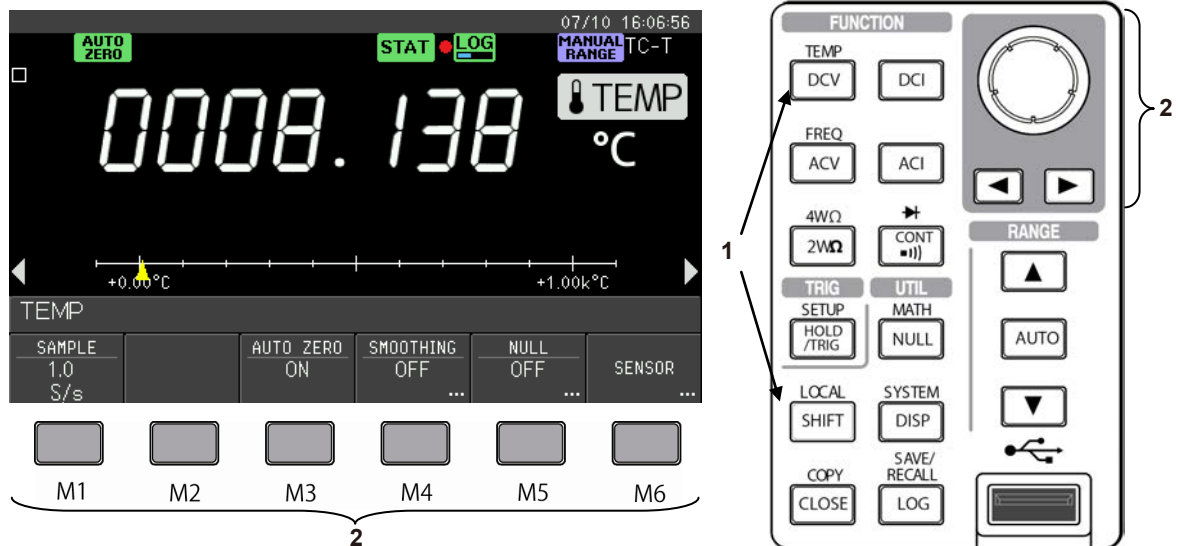 07/10 16:06:56
AUTO ZERO
STAT
LOG
MANUAL RANGE
TC-T
0008.138
TEMP
°C
+0.00°C
+1.00k°C
TEMP
SAMPLE
1.0
S/s
AUTO ZERO
ON
SMOOTHING
OFF
...
NULL
OFF
...
SENSOR
...
M1 M2 M3 M4 M5 M6
2
FUNCTION
TEMP
DCV
DCI
2
FREQ
ACV
ACI
4WΩ
2WΩ
CONT
1
RANGE
TRIG
UTIL
SETUP
HOLD
/TRIG
MATH
NULL
AUTO
LOCAL
SHIFT
SYSTEM
DISP
COPY
CLOSE
SAVE/
RECALL
LOG